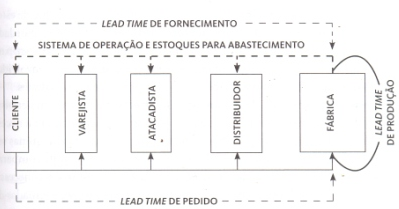 LEAD TIME DE FORNECIMENTO
SISTEMA DE OPERAÇÃO E ESTOQUES PARA ABASTECIMENTO
CLIENTE
VAREJISTA
ATACADISTA
DISTRIBUIDOR
FÁBRICA
LEAD TIME
DE PRODUÇÃO
LEAD TIME DE PEDIDO